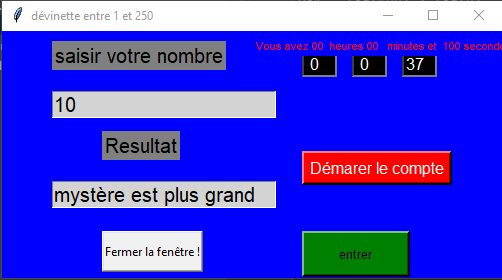 dévinette entre 1 et 250
Vous avez 00 heures 00 minutes et 100 seconde
saisir votre nombre
0 0 37
10
Resultat
Démarer le compte
mystère est plus grand
Fermer la fenêtre !
entrer